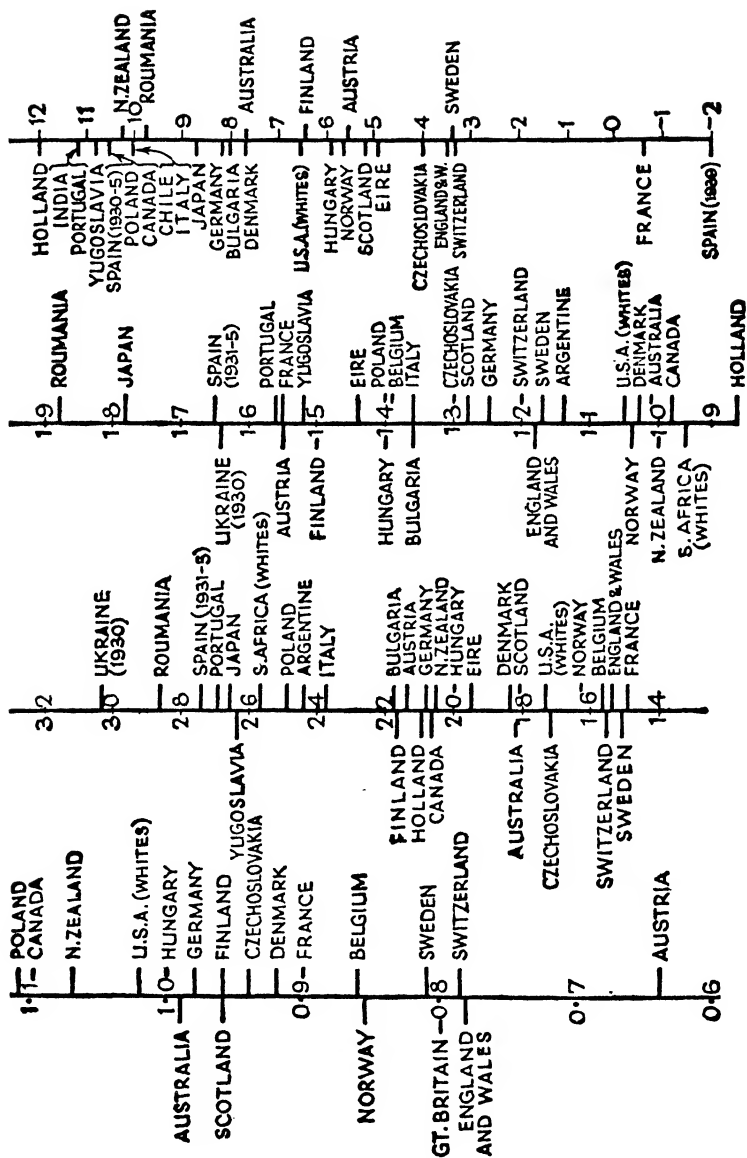 AUSTRALIA
SCOTLAND
NORWAY
GT. BRITAIN
ENGLAND
AND WALES
1·1
1·0
0·9
0·8
0·7
0·6
POLAND
CANADA
N.ZEALAND
U.S.A. (WHITES)
HUNGARY
GERMANY
FINLAND
CZECHOSLOVAKIA
DENMARK
FRANCE
BELGIUM
SWEDEN
SWITZERLAND
AUSTRIA
YUGOSLAVIA
FINLAND
HOLLAND
CANADA
AUSTRALIA
CZECHOSLOVAKIA
SWITZERLAND
SWEDEN
3·2
3·0
2·8
2·6
2·4
2·2
2·0
1·8
1·6
1·4
UKRAINE
(1930)
ROUMANIA
SPAIN (1931-5)
PORTUGAL
JAPAN
S.AFRICA (WHITES)
POLAND
ARGENTINE
ITALY
BULGARIA
AUSTRIA
GERMANY
N.ZEALAND
HUNGARY
EIRE
DENMARK
SCOTLAND
U.S.A.
(WHITES)
NORWAY
BELGIUM
ENGLAND & WALES
FRANCE
UKRAINE
(1930)
AUSTRIA
FINLAND
HUNGARY
BULGARIA
ENGLAND
AND WALES
NORWAY
N.ZEALAND
S.AFRICA
(WHITES)
1·9
1·8
1·7
1·6
1·5
1·4
1·3
1·2
1·1
1·0
·9
ROUMANIA
JAPAN
SPAIN
(1931-5)
PORTUGAL
FRANCE
YUGOSLAVIA
EIRE
POLAND
BELGIUM
ITALY
CZECHOSLOVAKIA
SCOTLAND
GERMANY
SWITZERLAND
SWEDEN
ARGENTINE
U.S.A. (WHITES)
DENMARK
AUSTRALIA
CANADA
HOLLAND
HOLLAND
INDIA
PORTUGAL
YUGOSLAVIA
SPAIN (1930-5)
POLAND
CANADA
CHILE
ITALY
JAPAN
GERMANY
BULGARIA
DENMARK
U.S.A. (WHITES)
HUNGARY
NORWAY
SCOTLAND
EIRE
CZECHOSLOVAKIA
ENGLAND & W.
SWITZERLAND
FRANCE
SPAIN (1939)
12
11
10
9
8
7
6
5
4
3
2
1
0
-1
-2
N.ZEALAND
ROUMANIA
AUSTRALIA
FINLAND
AUSTRIA
SWEDEN